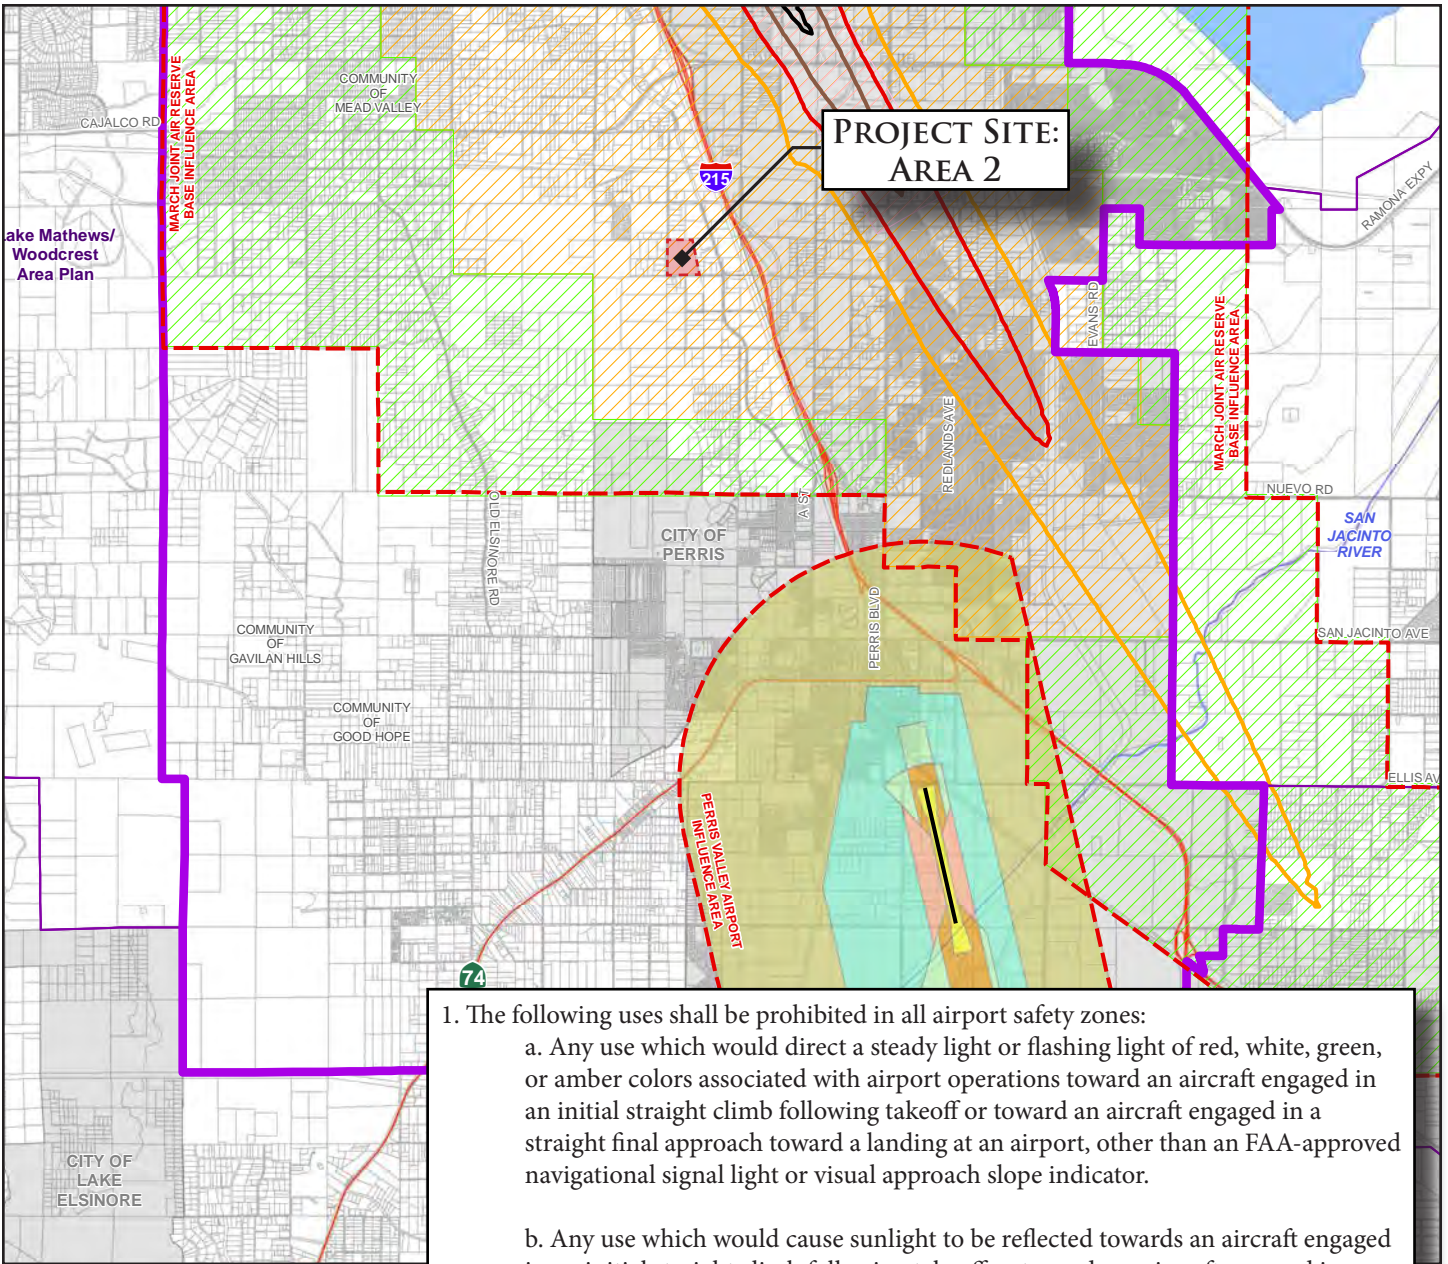 COMMUNITY
OF
MEAD VALLEY
CAJALCO RD
MARCH JOINT AIR RESERVE
BASE INFLUENCE AREA
PROJECT SITE:
AREA 2
215
RAMONA EXPY
ake Mathews/
Woodcrest
Area Plan
EVANS RD
MARCH JOINT AIR RESERVE
BASE INFLUENCE AREA
REDLANDS AVE
NUEVO RD
OLD ELSINORE RD
A ST
CITY OF
PERRIS
SAN
JACINTO
RIVER
PERRIS BLVD
COMMUNITY
OF
GAVILAN HILLS
SAN JACINTO AVE
COMMUNITY
OF
GOOD HOPE
ELLIS AV
PERRIS VALLEY AIRPORT
INFLUENCE AREA
74
1. The following uses shall be prohibited in all airport safety zones:
a. Any use which would direct a steady light or flashing light of red, white, green,
or amber colors associated with airport operations toward an aircraft engaged in
an initial straight climb following takeoff or toward an aircraft engaged in a
straight final approach toward a landing at an airport, other than an FAA-approved
navigational signal light or visual approach slope indicator.
CITY OF
LAKE
ELSINORE
b. Any use which would cause sunlight to be reflected towards an aircraft engaged